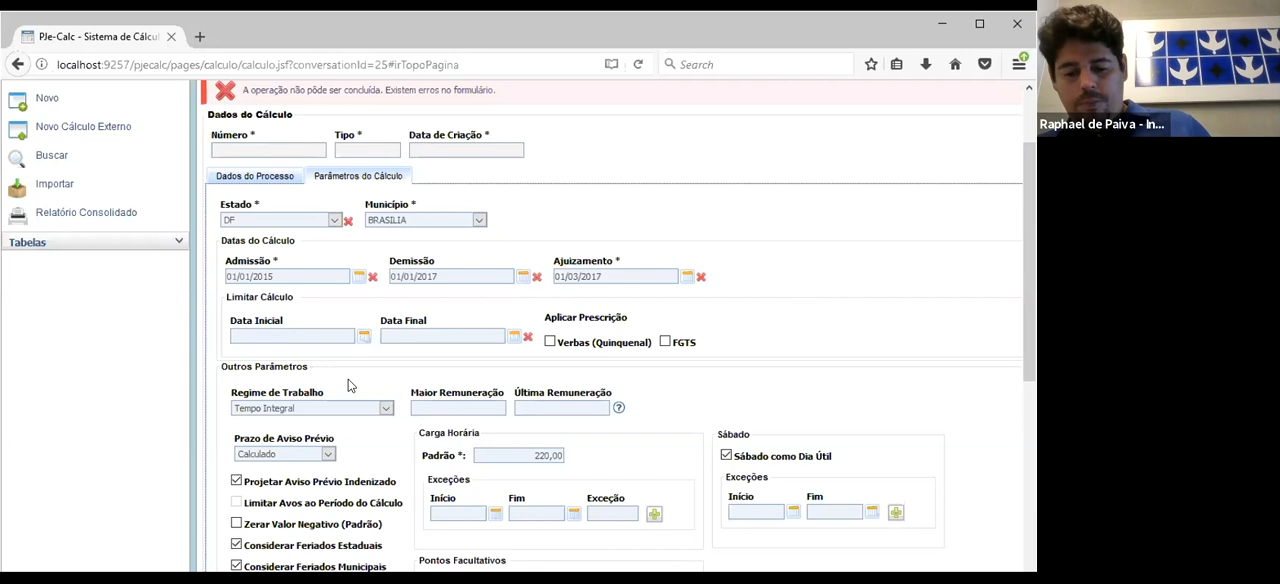 PJe-Calc - Sistema de Cálcu
localhost:9257/pjecalc/pages/calculo/calculo.jsf?conversationId=25#irTopoPagina
Search
Raphael de Paiva - In...
Novo
Novo Cálculo Externo
Buscar
Importar
Relatório Consolidado
Tabelas
A operação não pôde ser concluída. Existem erros no formulário.
Dados do Cálculo
Número * Tipo * Data de Criação *
Dados do Processo Parâmetros do Cálculo
Estado * Município *
DF BRASILIA
Datas do Cálculo
Admissão * Demissão Ajuizamento *
01/01/2015 01/01/2017 01/03/2017
Limitar Cálculo
Data Inicial Data Final Aplicar Prescrição
Verbas (Quinquenal) FGTS
Outros Parâmetros
Regime de Trabalho Maior Remuneração Última Remuneração
Tempo Integral
Prazo de Aviso Prévio
Calculado
Carga Horária
Padrão *: 220,00
Exceções
Início Fim Exceção
Sábado
Sábado como Dia Útil
Exceções
Início Fim
Projetar Aviso Prévio Indenizado
Limitar Avos ao Período do Cálculo
Zerar Valor Negativo (Padrão)
Considerar Feriados Estaduais
Considerar Feriados Municipais
Pontos Facultativos